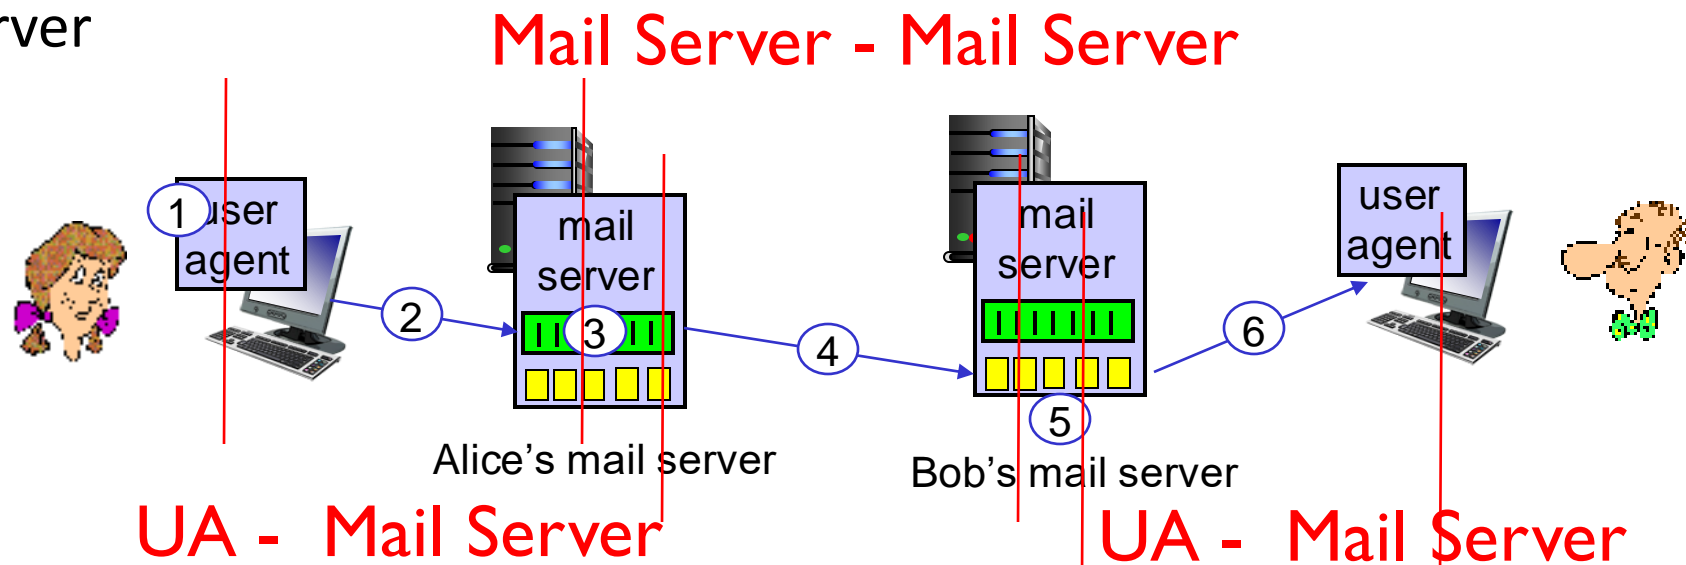 rver
Mail Server - Mail Server
1
user
agent
mail
server
mail
server
user
agent
2
3
4
5
6
Alice's mail server
Bob's mail server
UA - Mail Server
UA - Mail Server